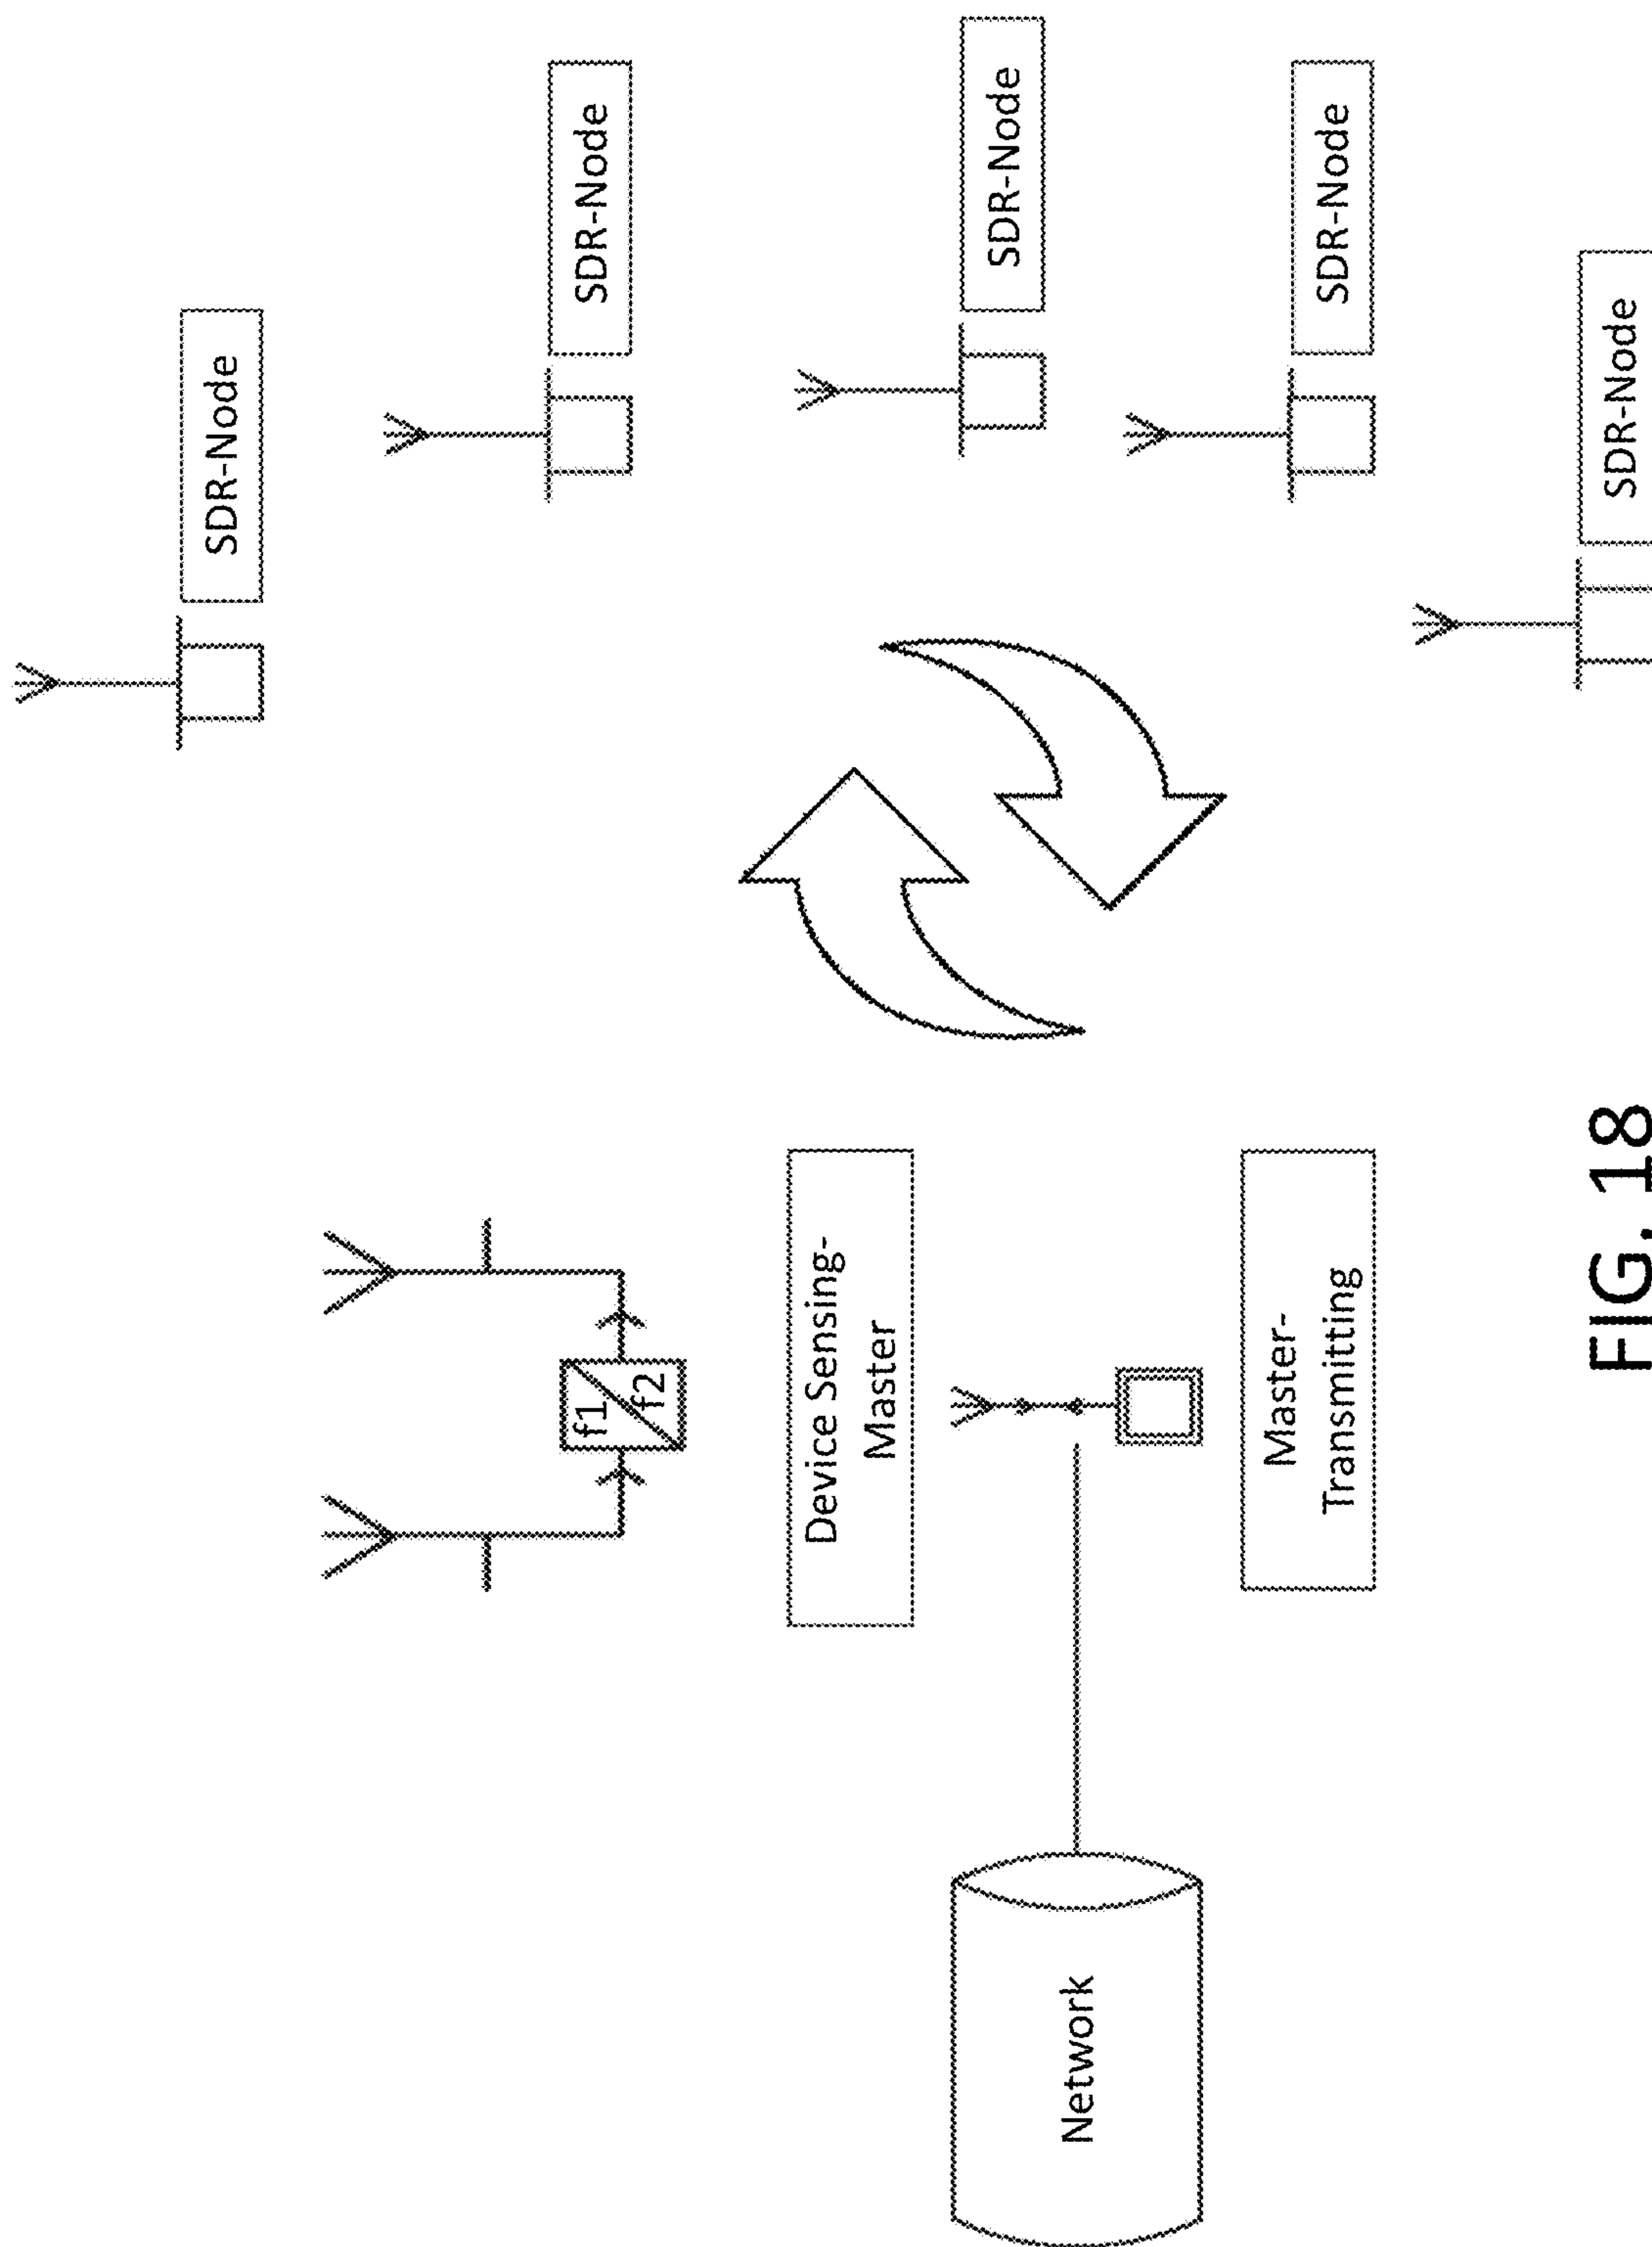 SDR-Node
SDR-Node
SDR-Node
SDR-Node
SDR-Node
f1
f2
Device Sensing-
Master
Master-
Transmiting
Network
FIG. 18